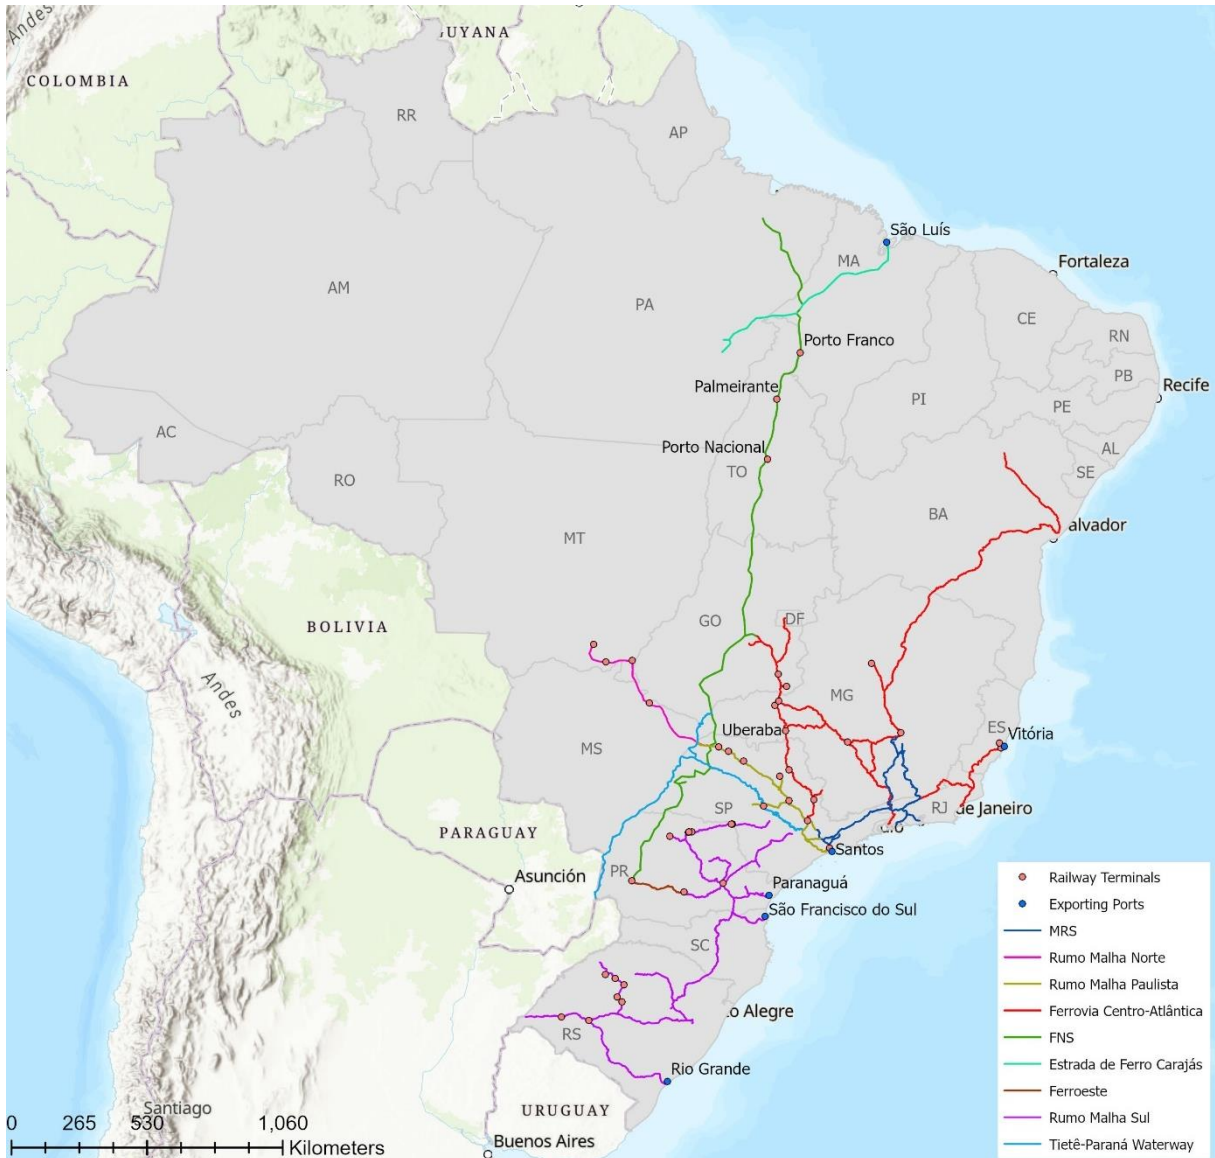 Andes
GUYANA
COLOMBIA
RR
AP
São Luís
MA
Fortaleza
AM
PA
CE
RN
Porto Franco
PB
Palmeirante
Recife
PI
PE
AC
Porto Nacional
AL
TO
SE
RO
BA
alvador
MT
DF
GO
BOLIVIA
Andes
MG
ES
Uberaba
Vitória
MS
SP
RJ
de Janeiro
PARAGUAY
Santos
PR
Asunción
Paranaguá
São Francisco do Sul
SC
Alegre
RS
Rio Grande
Santiago
URUGUAY
Buenos Aires
0 265 530 1,060
Kilometers
Railway Terminals
Exporting Ports
MRS
Rumo Malha Norte
Rumo Malha Paulista
Ferrovia Centro-Atlântica
FNS
Estrada de Ferro Carajás
Ferroeste
Rumo Malha Sul
Tietê-Paraná Waterway